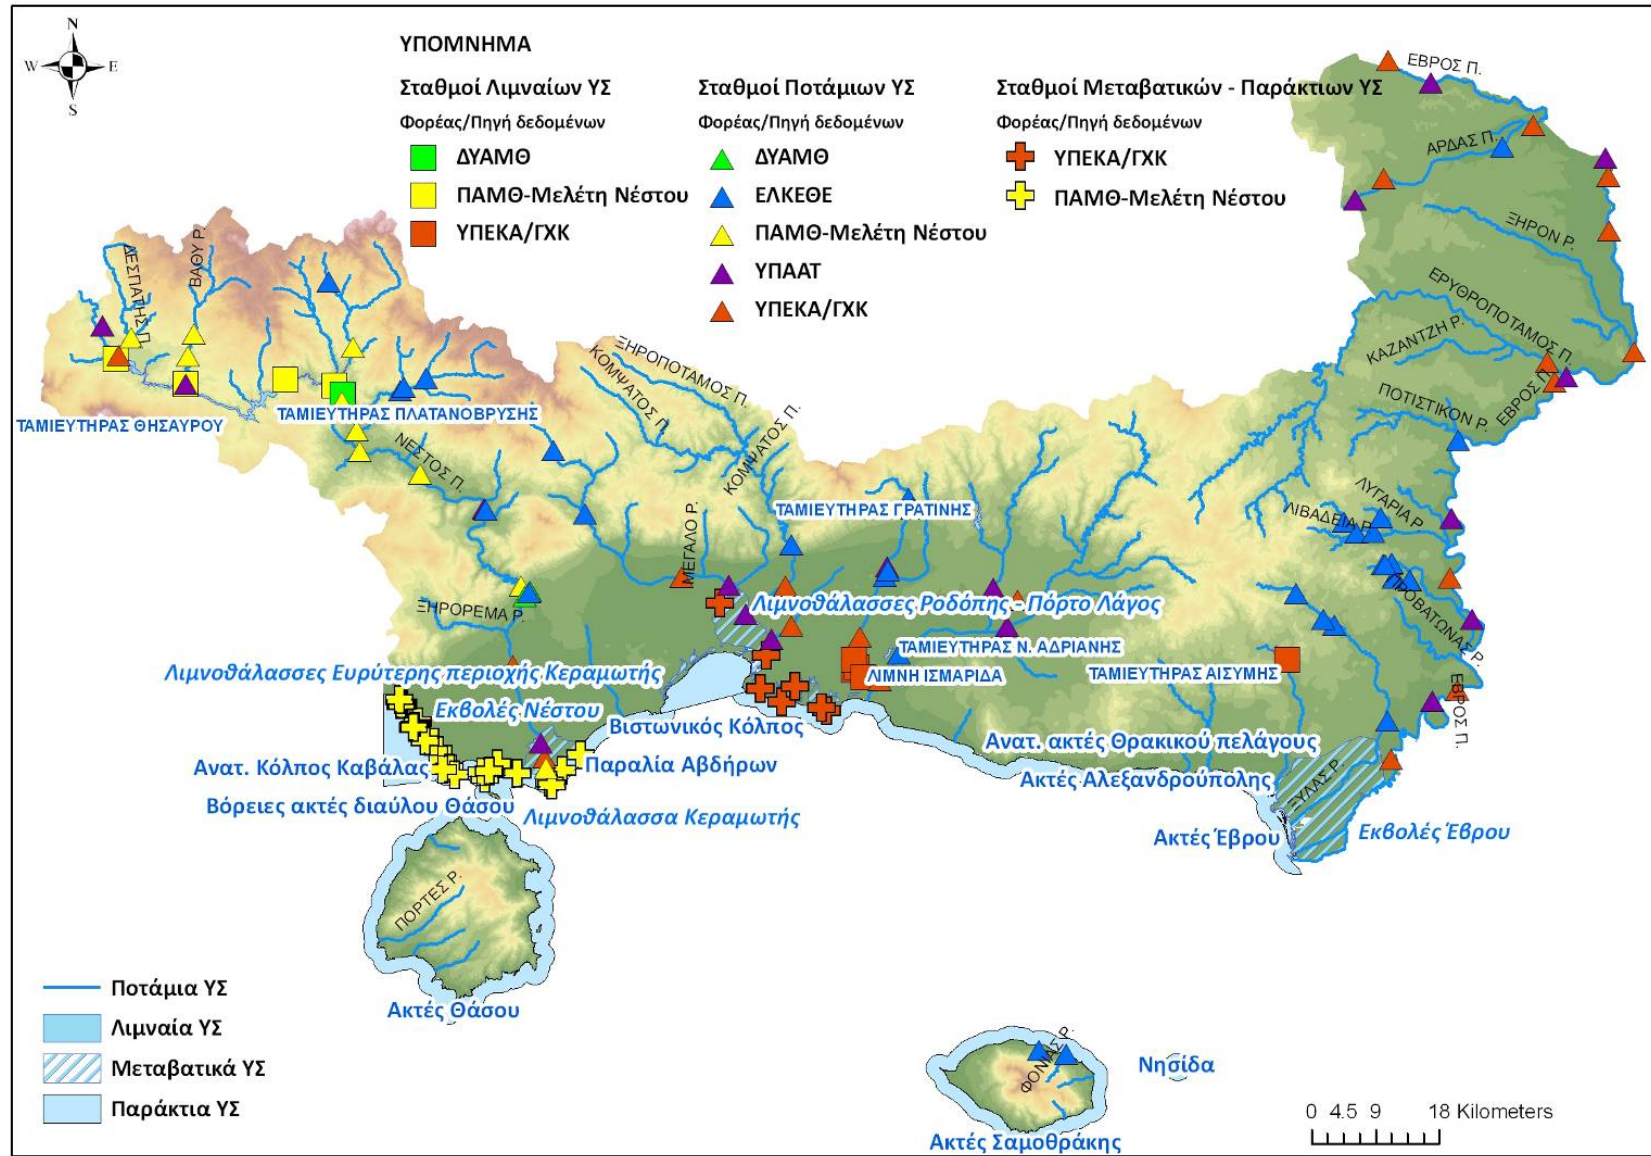 N
W E
S
ΥΠΟΜΝΗΜΑ
Σταθμοί Λιμναίων ΥΣ
Φορέας/Πηγή δεδομένων
ΔΥΑΜΘ
ΠΑΜΘ-Μελέτη Νέστου
ΥΠΕΚΑ/ΓΧΚ
Σταθμοί Ποτάμιων ΥΣ
Φορέας/Πηγή δεδομένων
ΔΥΑΜΘ
ΕΛΚΕΘΕ
ΠΑΜΘ-Μελέτη Νέστου
ΥΠΑΑΤ
ΥΠΕΚΑ/ΓΧΚ
Σταθμοί Μεταβατικών - Παράκτιων ΥΣ
Φορέας/Πηγή δεδομένων
ΥΠΕΚΑ/ΓΧΚ
ΠΑΜΘ-Μελέτη Νέστου
ΕΒΡΟΣ Π.
ΑΡΔΑΣ Π.
ΞΗΡΟΝ Ρ.
ΕΡΥΘΡΟΠΟΤΑΜΟΣ Π.
ΚΑΖΑΝΤΖΗ Ρ.
ΕΒΡΟΣ Π.
ΠΟΤΙΣΤΙΚΟΝ Ρ.
ΔΕΣΠΑΤΗΣ Π.
ΒΑΘΥ Ρ.
ΞΗΡΟΠΟΤΑΜΟΣ Π.
ΚΟΜΨΑΤΟΣ Π.
ΚΟΜΨΑΤΟΣ Π.
ΤΑΜΙΕΥΤΗΡΑΣ ΘΗΣΑΥΡΟΥ
ΤΑΜΙΕΥΤΗΡΑΣ ΠΛΑΤΑΝΟΒΡΥΣΗΣ
ΝΕΣΤΟΣ Π.
ΜΕΓΑΛΟ Ρ.
ΤΑΜΙΕΥΤΗΡΑΣ ΓΡΑΤΙΝΗΣ
ΛΥΓΑΡΙΑ Ρ.
ΛΙΒΑΔΕΙΑ Ρ.
ΠΡΟΒΑΤΩΝΑΣ Ρ.
ΞΗΡΟΡΕΜΑ Ρ.
Λιμνοθάλασσες Ροδόπης - Πόρτο Λάγος
ΤΑΜΙΕΥΤΗΡΑΣ Ν. ΑΔΡΙΑΝΗΣ
ΛΙΜΝΗ ΙΣΜΑΡΙΔΑ
ΤΑΜΙΕΥΤΗΡΑΣ ΑΙΣΥΜΗΣ
ΕΒΡΟΣ Π.
Λιμνοθάλασσες Ευρύτερης περιοχής Κεραμωτής
Εκβολές Νέστου
Βιστωνικός Κόλπος
Ανατ. ακτές Θρακικού πελάγους
Ανατ. Κόλπος Καβάλας
Παραλία Αβδήρων
Ακτές Αλεξανδρούπολης
ΞΥΛΑΣ Ρ.
Βόρειες ακτές διαύλου Θάσου
Λιμνοθάλασσα Κεραμωτής
Ακτές Έβρου
Εκβολές Έβρου
ΠΟΡΤΕΣ Ρ.
Ακτές Θάσου
ΦΟΝΙΑΣ Ρ.
Νησίδα
Ακτές Σαμοθράκης
Ποτάμια ΥΣ
Λιμναία ΥΣ
Μεταβατικά ΥΣ
Παράκτια ΥΣ
0 4.5 9 18 Kilometers